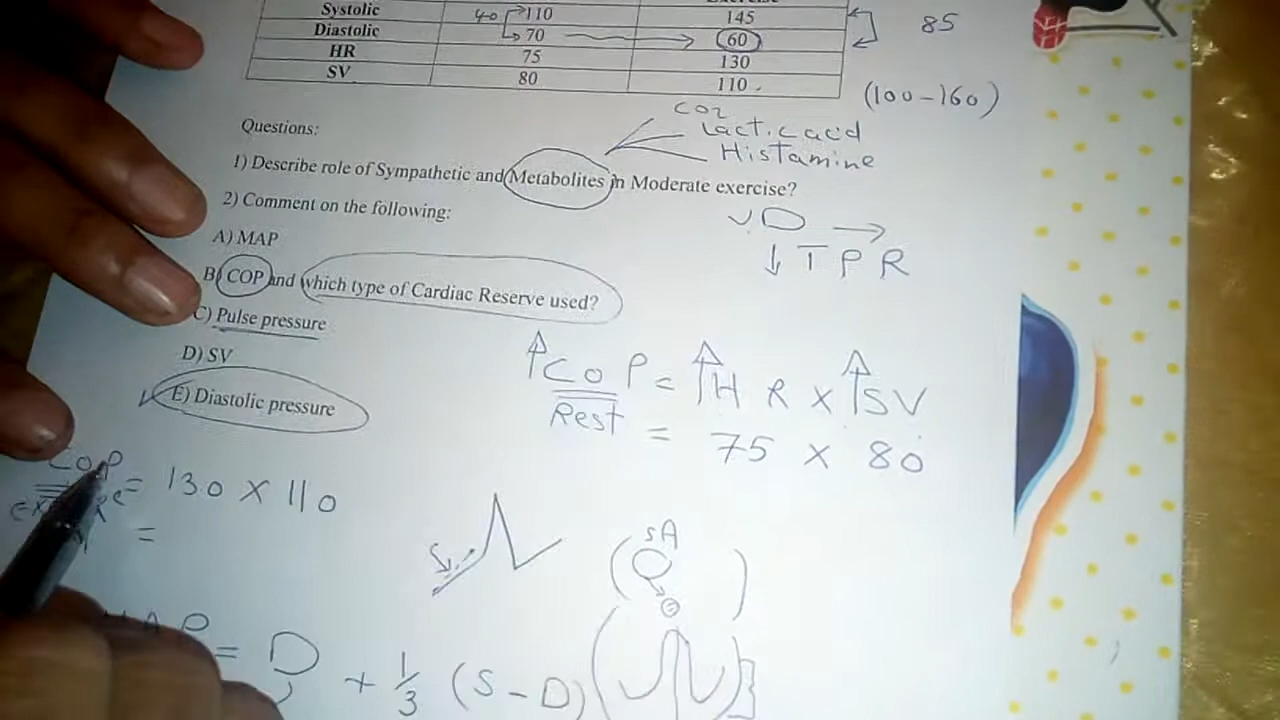 Systolic 40 110 145 85
Diastolic 70 60
HR 75 130
SV 80 110 (100-160)
Questions:
CO2
Lactic acid
Histamine
1) Describe role of Sympathetic and Metabolites in Moderate exercise?
2) Comment on the following:
VD
↓ T P R
A) MAP
B) COP and which type of Cardiac Reserve used?
C) Pulse pressure
D) SV
E) Diastolic pressure
↑ COP = ↑ H R x ↑ SV
Rest = 75 x 80
COP = 130 x 110
=
SA
= D + 1/3 (S - D)